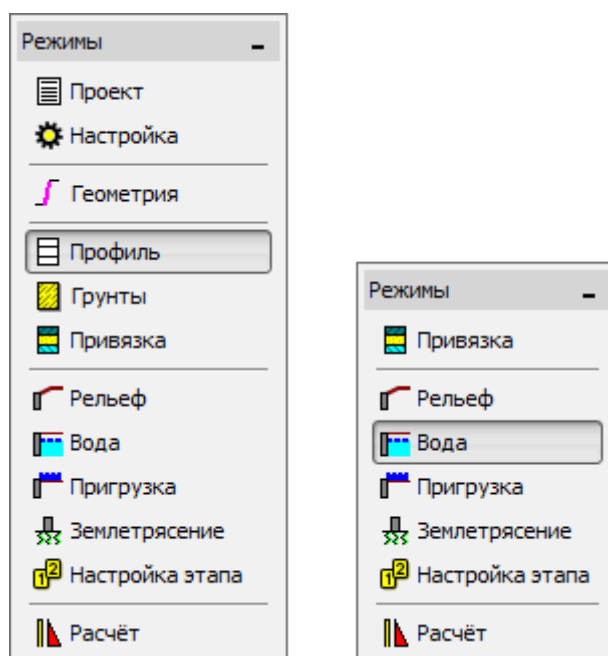 Режимы
Проект
Настройка
Геометрия
Профиль
Грунты
Привязка
Рельеф
Вода
Пригрузка
Землетрясение
Настройка этапа
Расчёт
Режимы
Привязка
Рельеф
Вода
Пригрузка
Землетрясение
Настройка этапа
Расчёт